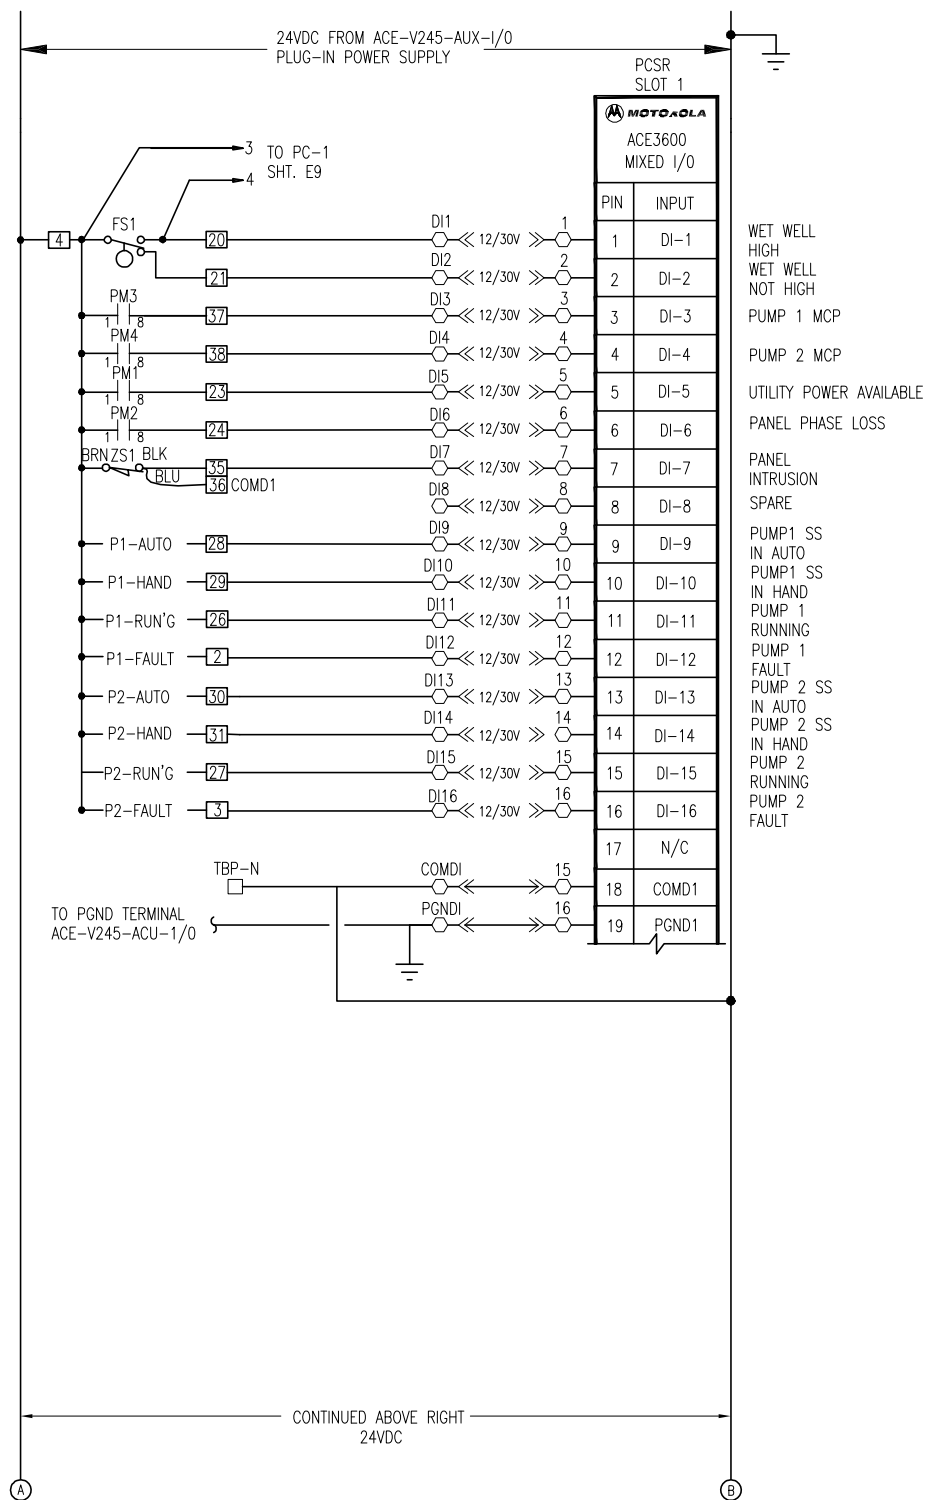 24VDC FROM ACE-V245-AUX-I/0
PLUG-IN POWER SUPPLY
PCSR
SLOT 1
MOTOROLA
ACE3600
MIXED I/0
3 TO PC-1
SHT. E9
4
PIN INPUT
4 FS1 20 DI1 12/30V 1 1 DI-1 WET WELL
HIGH
21 DI2 12/30V 2 2 DI-2 WET WELL
NOT HIGH
PM3
1 8 37 DI3 12/30V 3 3 DI-3 PUMP 1 MCP
PM4
1 8 38 DI4 12/30V 4 4 DI-4 PUMP 2 MCP
PM1
1 8 23 DI5 12/30V 5 5 DI-5 UTILITY POWER AVAILABLE
PM2
1 8 24 DI6 12/30V 6 6 DI-6 PANEL PHASE LOSS
BRN ZS1 BLK 35 DI7 12/30V 7 7 DI-7 PANEL
INTRUSION
BLU 36 COMD1
DI8 12/30V 8 8 DI-8 SPARE
P1-AUTO 28 DI9 12/30V 9 9 DI-9 PUMP1 SS
IN AUTO
P1-HAND 29 DI10 12/30V 10 10 DI-10 PUMP1 SS
IN HAND
P1-RUN'G 26 DI11 12/30V 11 11 DI-11 PUMP 1
RUNNING
P1-FAULT 2 DI12 12/30V 12 12 DI-12 PUMP 1
FAULT
P2-AUTO 30 DI13 12/30V 13 13 DI-13 PUMP 2 SS
IN AUTO
P2-HAND 31 DI14 12/30V 14 14 DI-14 PUMP 2 SS
IN HAND
P2-RUN'G 27 DI15 12/30V 15 15 DI-15 PUMP 2
RUNNING
P2-FAULT 3 DI16 12/30V 16 16 DI-16 PUMP 2
FAULT
17 N/C
TBP-N COMDI 15 18 COMD1
TO PGND TERMINAL
ACE-V245-ACU-1/0
PGNDI 16 19 PGND1
CONTINUED ABOVE RIGHT
24VDC
A B